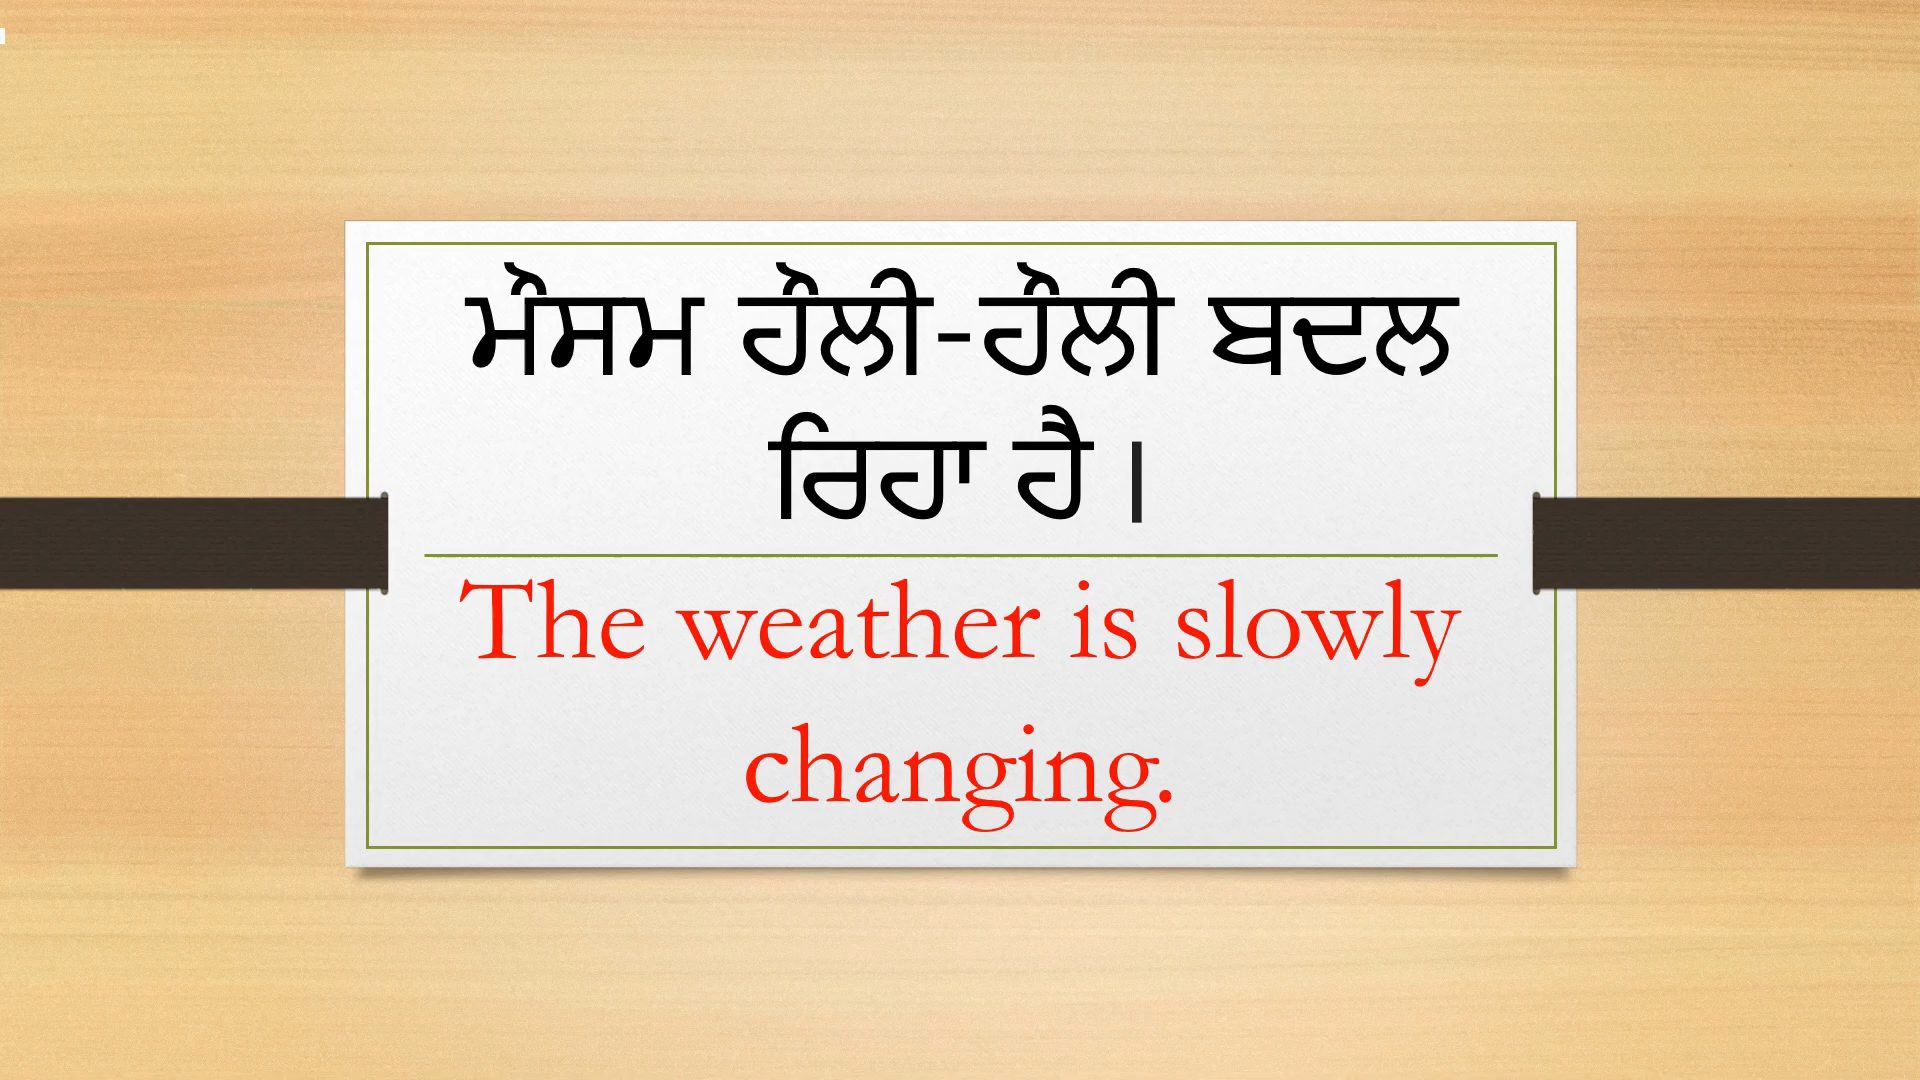 ਮੌਸਮ ਹੌਲੀ-ਹੌਲੀ ਬਦਲ
ਰਿਹਾ ਹੈ।
The weather is slowly
changing.